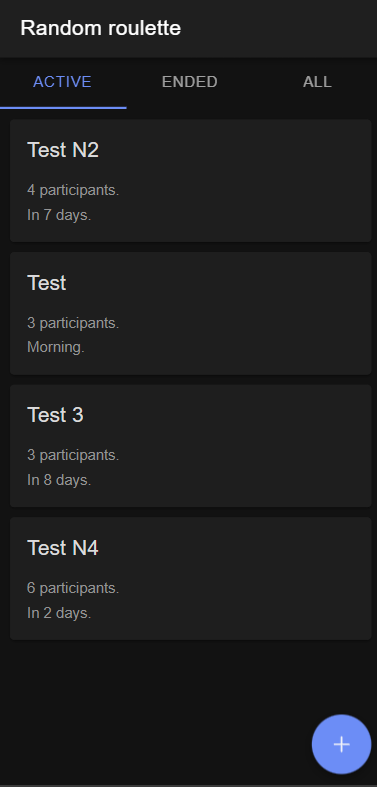 Random roulette
ACTIVE ENDED ALL
Test N2
4 participants.
In 7 days.
Test
3 participants.
Morning.
Test 3
3 participants.
In 8 days.
Test N4
6 participants.
In 2 days.